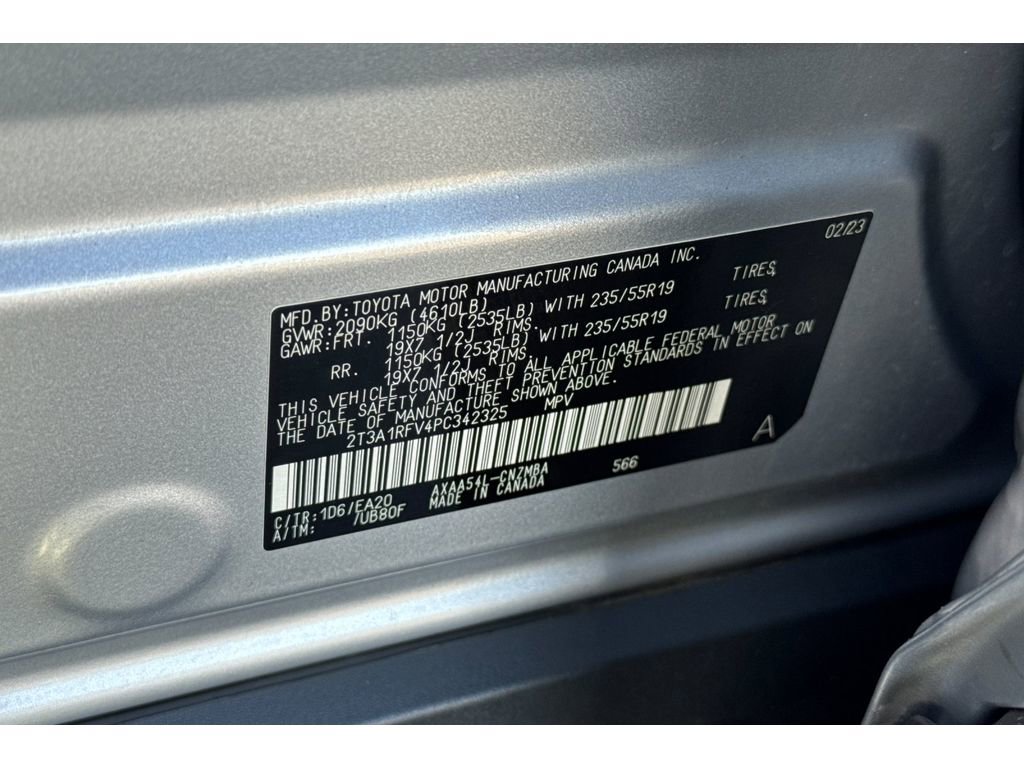 02/23
MFD.BY:TOYOTA MOTOR MANUFACTURING CANADA INC.
GVWR:2090KG (4610LB)
GAWR:FRT. 1150KG (2535LB) WITH 235/55R19 TIRES,
19X7 1/2J RIMS.
RR. 1150KG (2535LB) WITH 235/55R19 TIRES,
19X7 1/2J RIMS.
THIS VEHICLE CONFORMS TO ALL APPLICABLE FEDERAL MOTOR
VEHICLE SAFETY AND THEFT PREVENTION STANDARDS IN EFFECT ON
THE DATE OF MANUFACTURE SHOWN ABOVE.
2T3A1RFV4PC342325 MPV
A
C/TR:1D6/EA20 AXAA54L-CNZMBA 566
A/TM: /UB80F MADE IN CANADA